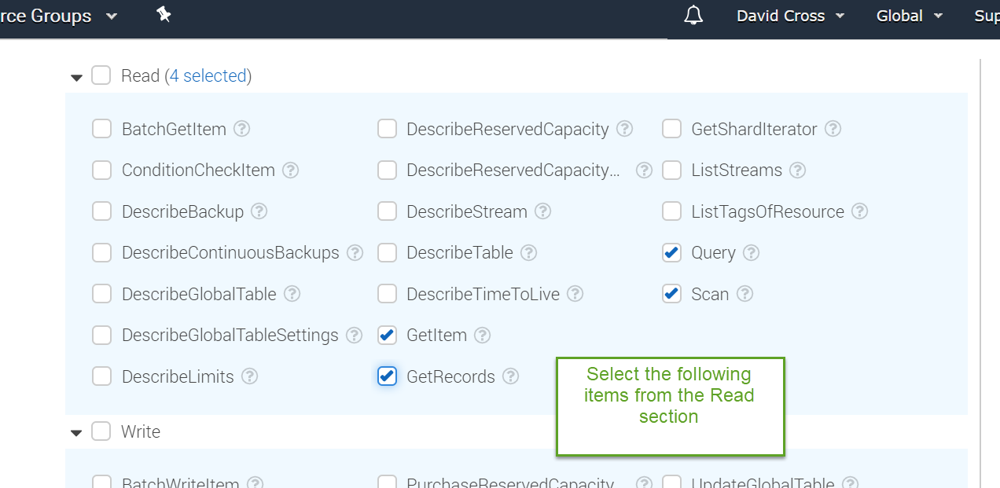 rce Groups David Cross Global Sup
Read (4 selected)
BatchGetItem ? DescribeReservedCapacity ? GetShardIterator ?
ConditionCheckItem ? DescribeReservedCapacity... ? ListStreams ?
DescribeBackup ? DescribeStream ? ListTagsOfResource ?
DescribeContinuousBackups ? DescribeTable ? Query ?
DescribeGlobalTable ? DescribeTimeToLive ? Scan ?
DescribeGlobalTableSettings ? GetItem ?
DescribeLimits ? GetRecords ?
Select the following
items from the Read
section
Write
BatchWriteItem ? PurchaseReservedCapacity ? UpdateGlobalTable ?